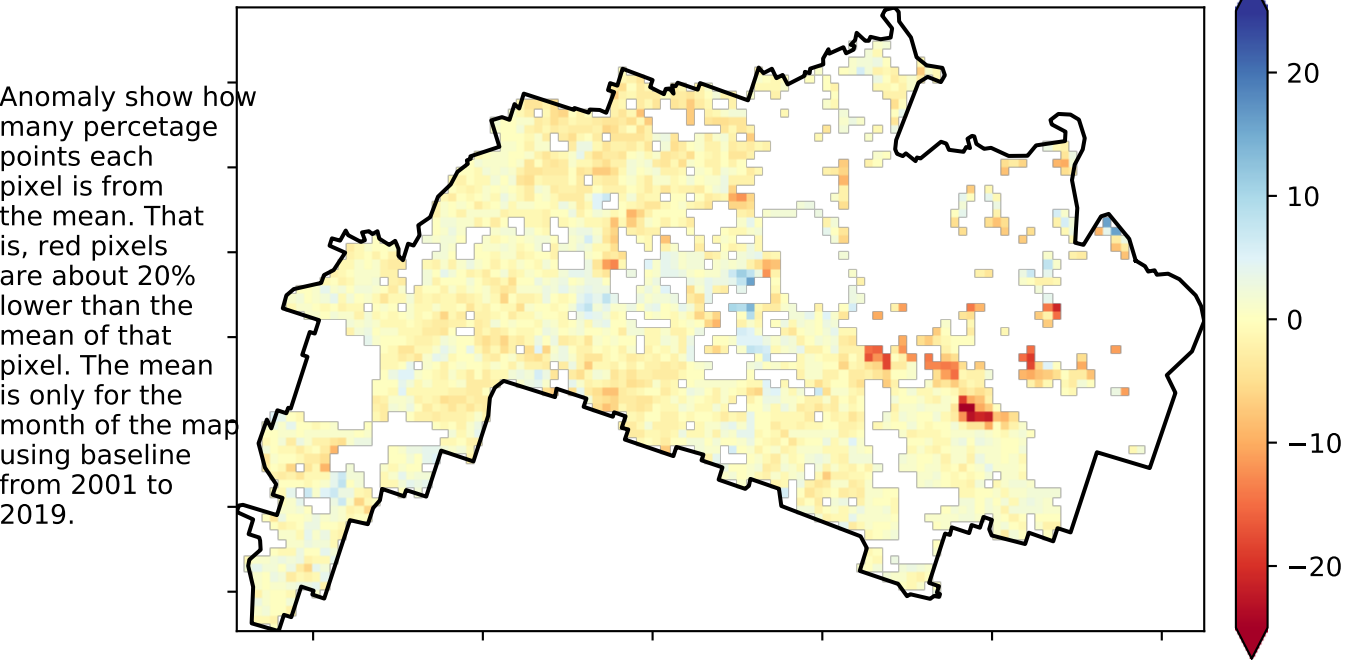 Anomaly show how
many percetage
points each
pixel is from
the mean. That
is, red pixels
are about 20%
lower than the
mean of that
pixel. The mean
is only for the
month of the map
using baseline
from 2001 to
2019.
20
10
0
−10
−20